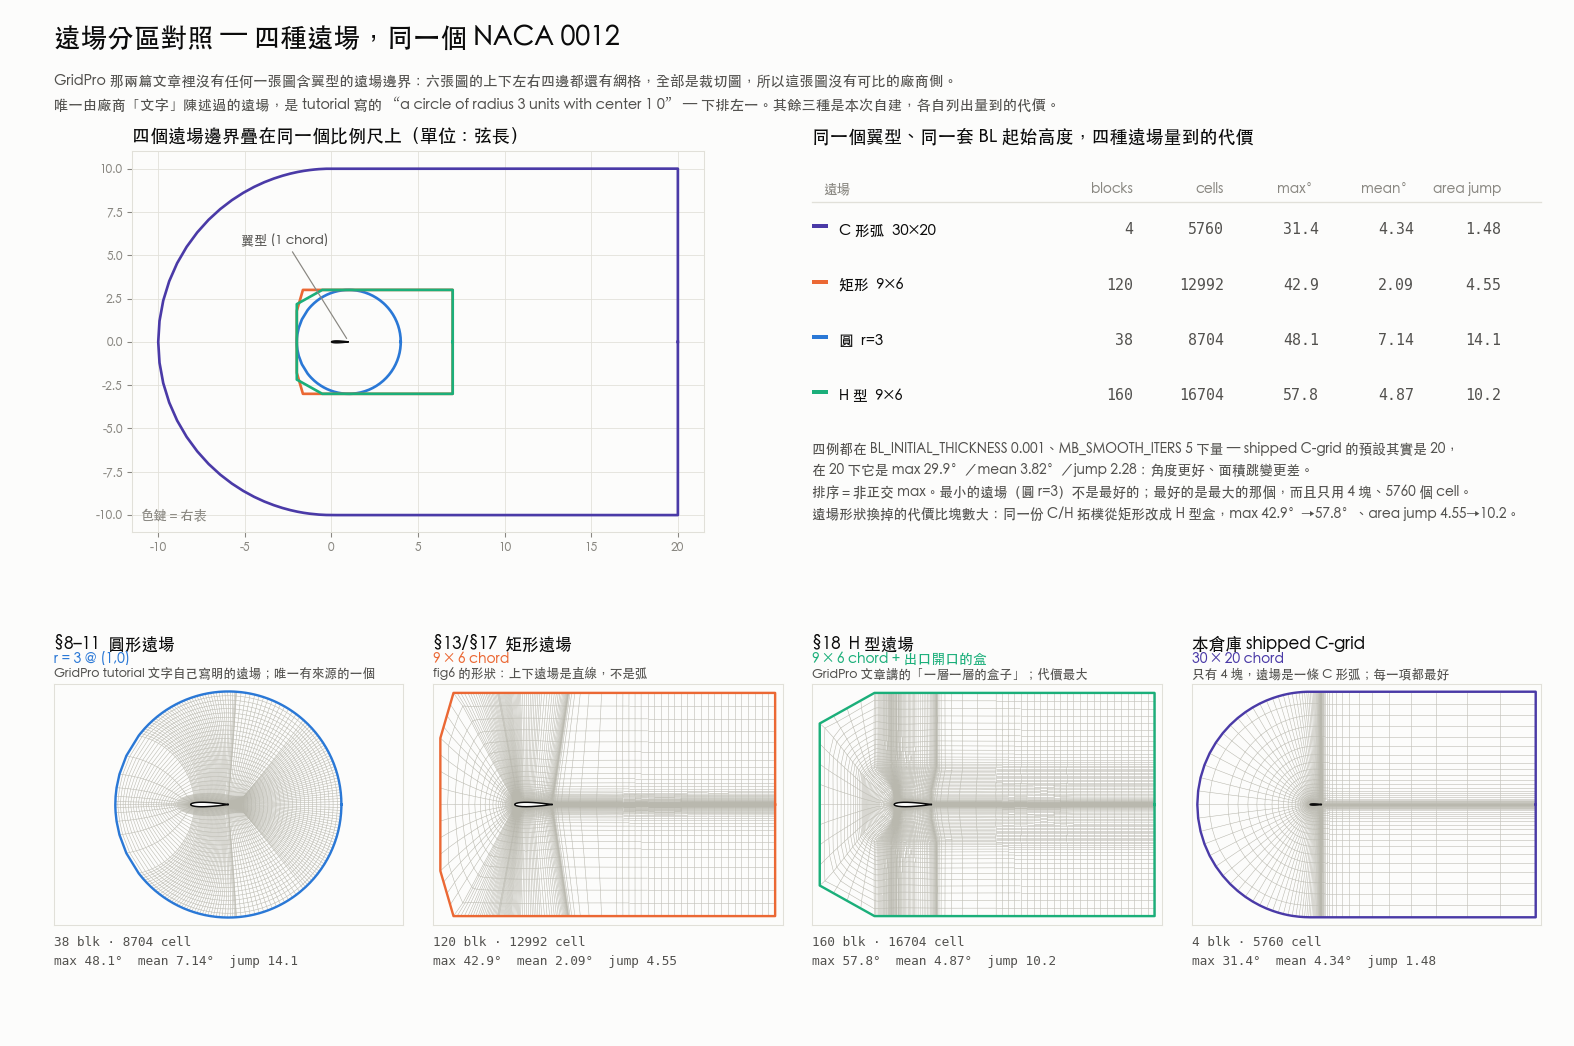 遠場分區對照 — 四種遠場，同一個 NACA 0012
GridPro 那兩篇文章裡沒有任何一張圖含翼型的遠場邊界：六張圖的上下左右四邊都還有網格，全部是裁切圖，所以這張圖沒有可比的廠商側。
唯一由廠商「文字」陳述過的遠場，是 tutorial 寫的 “a circle of radius 3 units with center 1 0” — 下排左一。其餘三種是本次自建，各自列出量到的代價。
四個遠場邊界疊在同一個比例尺上（單位：弦長）
10.0
7.5
5.0
2.5
0.0
-2.5
-5.0
-7.5
-10.0
翼型 (1 chord)
色鍵＝右表
-10 -5 0 5 10 15 20
同一個翼型、同一套 BL 起始高度，四種遠場量到的代價
遠場 blocks cells max° mean° area jump
C 形弧 30×20 4 5760 31.4 4.34 1.48
矩形 9×6 120 12992 42.9 2.09 4.55
圓 r=3 38 8704 48.1 7.14 14.1
H 型 9×6 160 16704 57.8 4.87 10.2
四例都在 BL_INITIAL_THICKNESS 0.001、MB_SMOOTH_ITERS 5 下量 — shipped C-grid 的預設其實是 20，
在 20 下它是 max 29.9°／mean 3.82°／jump 2.28：角度更好、面積跳變更差。
排序＝非正交 max。最小的遠場（圓 r=3）不是最好的；最好的是最大的那個，而且只用 4 塊、5760 個 cell。
遠場形狀換掉的代價比塊數大：同一份 C/H 拓樸從矩形改成 H 型盒，max 42.9°→57.8°、area jump 4.55→10.2。
§8–11 圓形遠場
r = 3 @ (1,0)
GridPro tutorial 文字自己寫明的遠場；唯一有來源的一個
38 blk · 8704 cell
max 48.1° mean 7.14° jump 14.1
§13/§17 矩形遠場
9 × 6 chord
fig6 的形狀：上下遠場是直線，不是弧
120 blk · 12992 cell
max 42.9° mean 2.09° jump 4.55
§18 H 型遠場
9 × 6 chord + 出口開口的盒
GridPro 文章講的「一層一層的盒子」；代價最大
160 blk · 16704 cell
max 57.8° mean 4.87° jump 10.2
本倉庫 shipped C-grid
30 × 20 chord
只有 4 塊，遠場是一條 C 形弧；每一項都最好
4 blk · 5760 cell
max 31.4° mean 4.34° jump 1.48